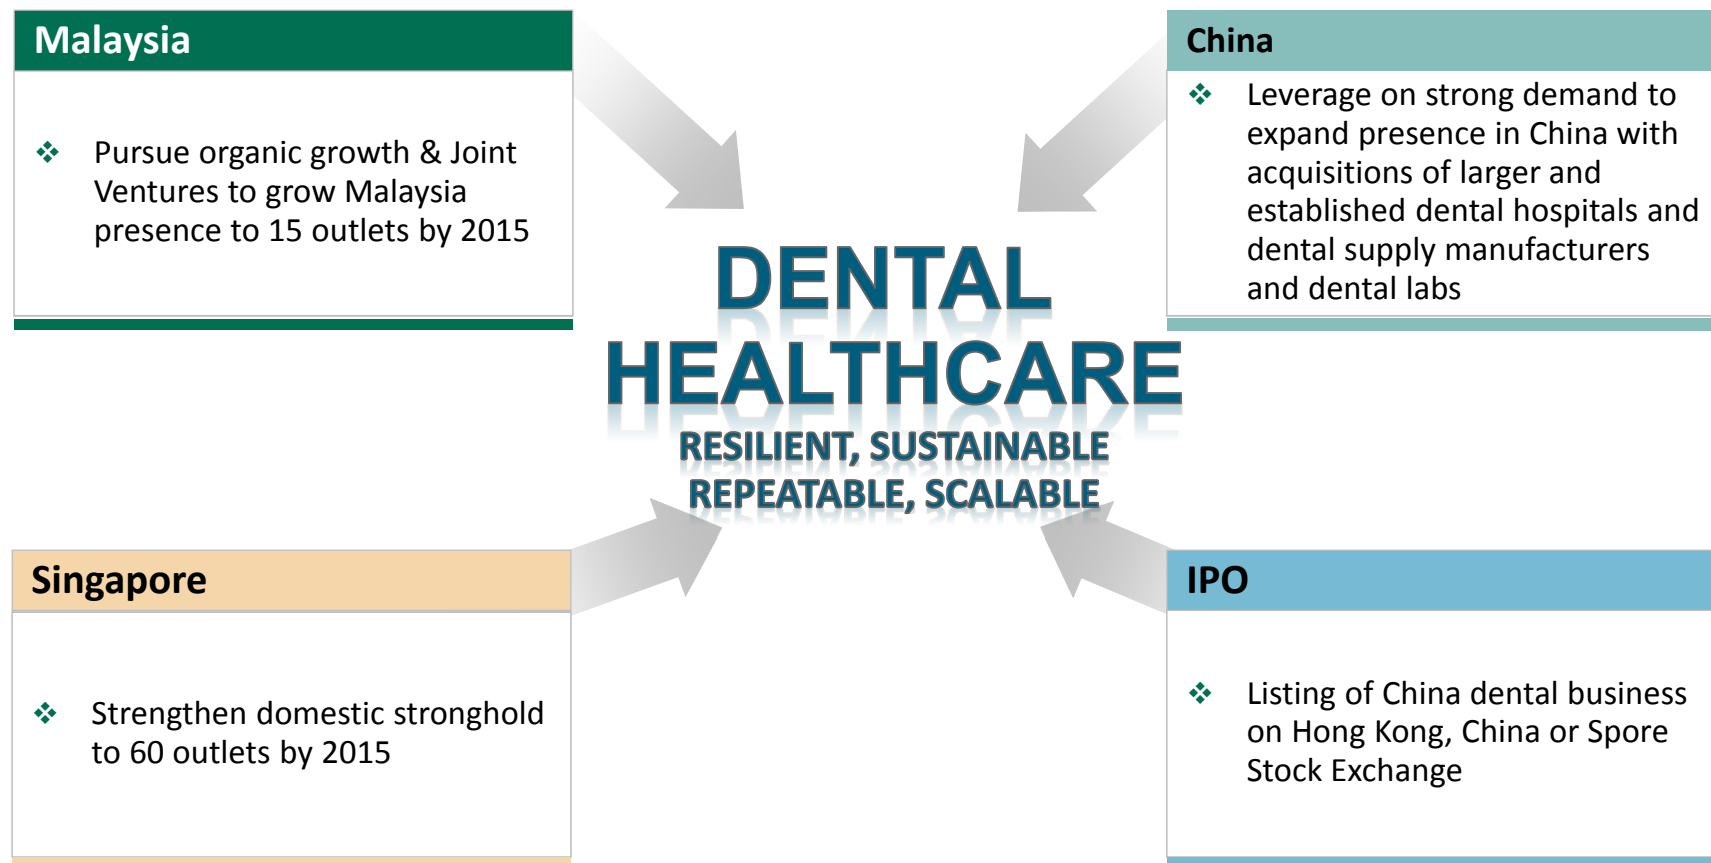 Malaysia
❖ Pursue organic growth & Joint
Ventures to grow Malaysia
presence to 15 outlets by 2015
China
❖ Leverage on strong demand to
expand presence in China with
acquisitions of larger and
established dental hospitals and
dental supply manufacturers
and dental labs
DENTAL
HEALTHCARE
RESILIENT, SUSTAINABLE
REPEATABLE, SCALABLE
Singapore
❖ Strengthen domestic stronghold
to 60 outlets by 2015
IPO
❖ Listing of China dental business
on Hong Kong, China or Spore
Stock Exchange